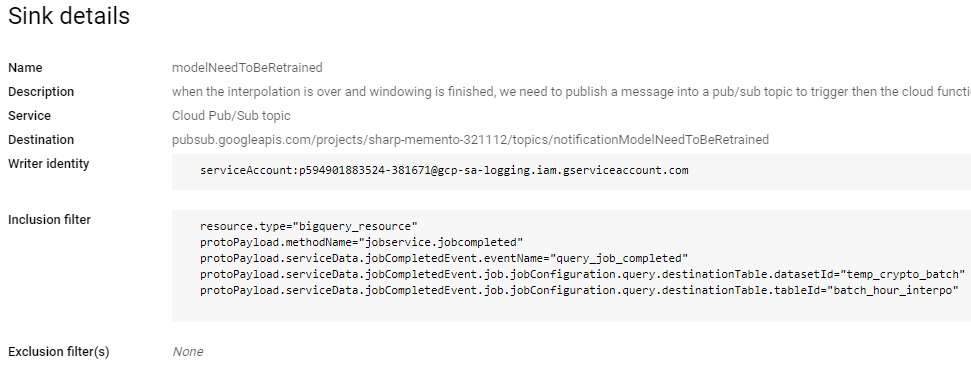 Sink details
Name modelNeedToBeRetrained
Description when the interpolation is over and windowing is finished, we need to publish a message into a pub/sub topic to trigger then the cloud functi
Service Cloud Pub/Sub topic
Destination pubsub.googleapis.com/projects/sharp-memento-321112/topics/notificationModelNeedToBeRetrained
Writer identity serviceAccount:p594901883524-381671@gcp-sa-logging.iam.gserviceaccount.com
Inclusion filter resource.type="bigquery_resource"
protoPayload.methodName="jobservice.jobcompleted"
protoPayload.serviceData.jobCompletedEvent.eventName="query_job_completed"
protoPayload.serviceData.jobCompletedEvent.job.jobConfiguration.query.destinationTable.datasetId="temp_crypto_batch"
protoPayload.serviceData.jobCompletedEvent.job.jobConfiguration.query.destinationTable.tableId="batch_hour_interpo"
Exclusion filter(s) None